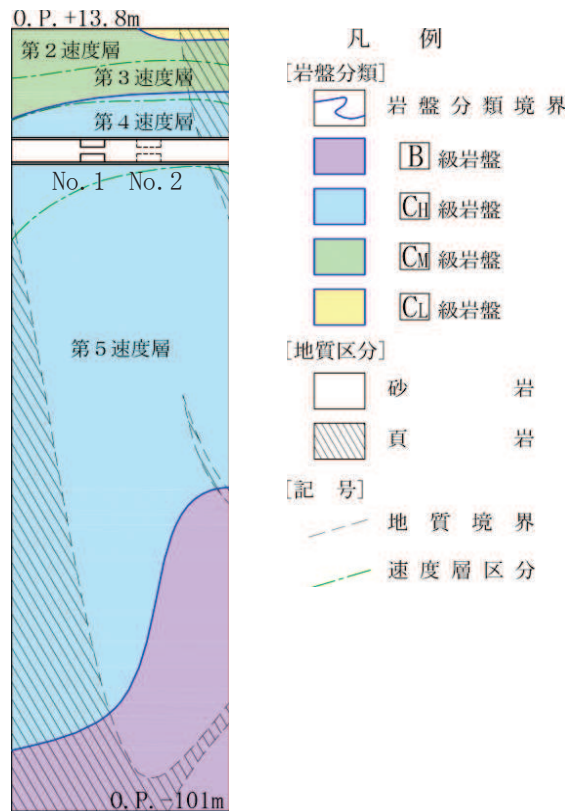 O.P.+13.8m
第2速度層
第3速度層
第4速度層
No.1 No.2
第5速度層
O.P.-101m
凡 例
[岩盤分類]
岩盤分類境界
B 級岩盤
CH 級岩盤
CM 級岩盤
CL 級岩盤
[地質区分]
砂 岩
頁 岩
[記 号]
地質境界
速度層区分